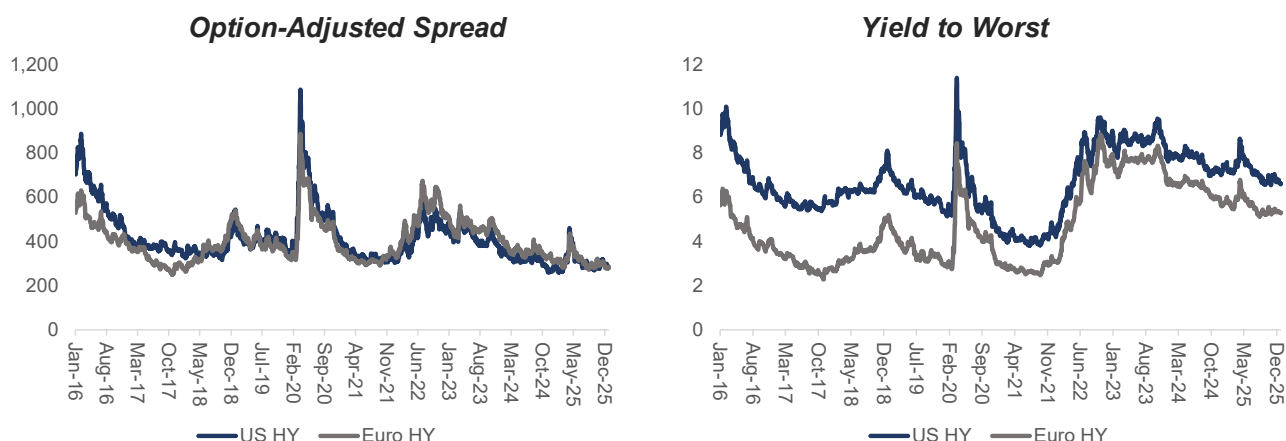 Option-Adjusted Spread
1,200
1,000
800
600
400
200
0
Jan-16
Aug-16
Mar-17
Oct-17
May-18
Dec-18
Jul-19
Feb-20
Sep-20
Apr-21
Nov-21
Jun-22
Jan-23
Aug-23
Mar-24
Oct-24
May-25
Dec-25
US HY
Euro HY
Yield to Worst
12
10
8
6
4
2
0
Jan-16
Aug-16
Mar-17
Oct-17
May-18
Dec-18
Jul-19
Feb-20
Sep-20
Apr-21
Nov-21
Jun-22
Jan-23
Aug-23
Mar-24
Oct-24
May-25
Dec-25
US HY
Euro HY